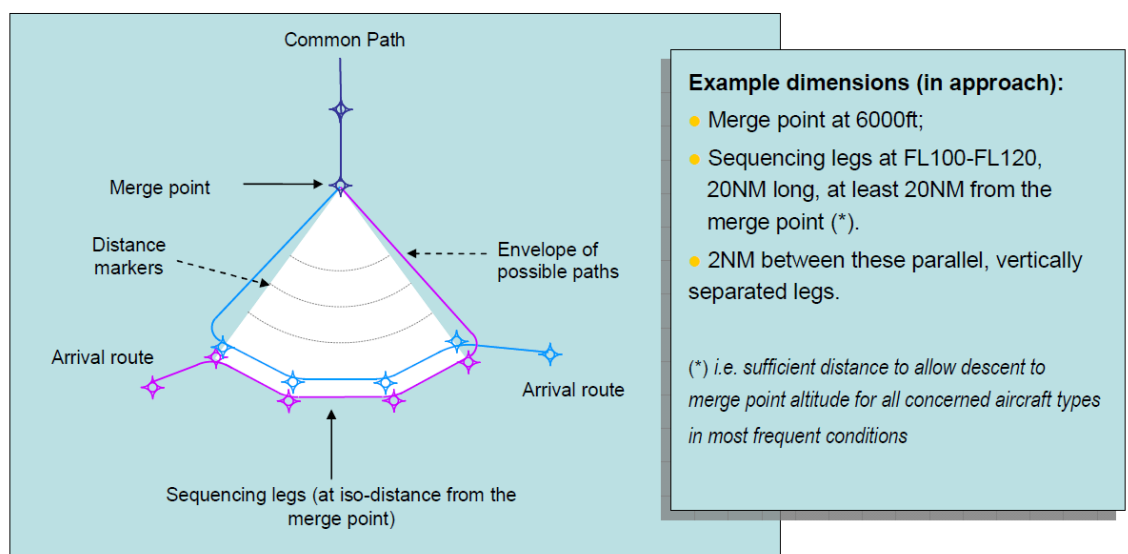 Common Path
Merge point
Distance
markers
Envelope of
possible paths
Arrival route
Arrival route
Sequencing legs (at iso-distance from the
merge point)
Example dimensions (in approach):
Merge point at 6000ft;
Sequencing legs at FL100-FL120,
20NM long, at least 20NM from the
merge point (*).
2NM between these parallel, vertically
separated legs.
(*) i.e. sufficient distance to allow descent to
merge point altitude for all concerned aircraft types
in most frequent conditions